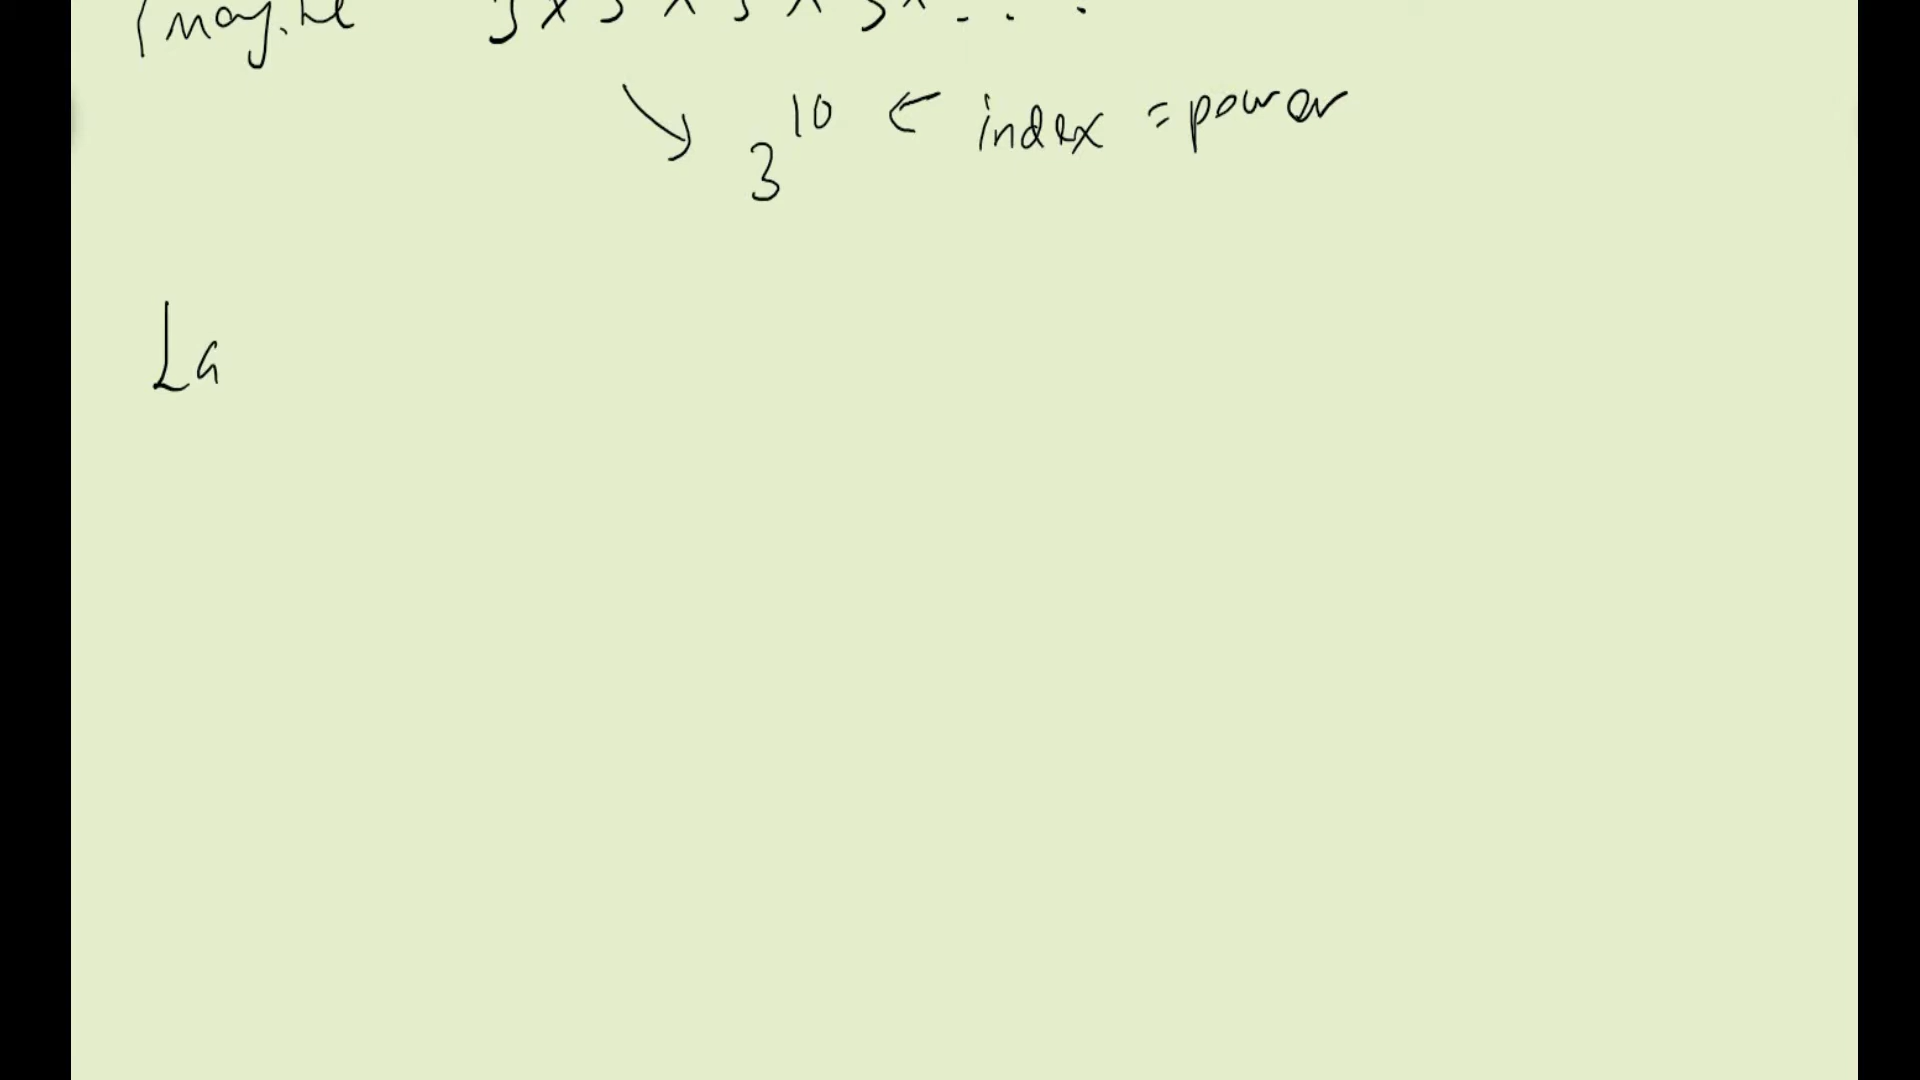 Imagine 3 x 3 x 3 x 3 x . . . .
↘ 3^10 ← index = power
La